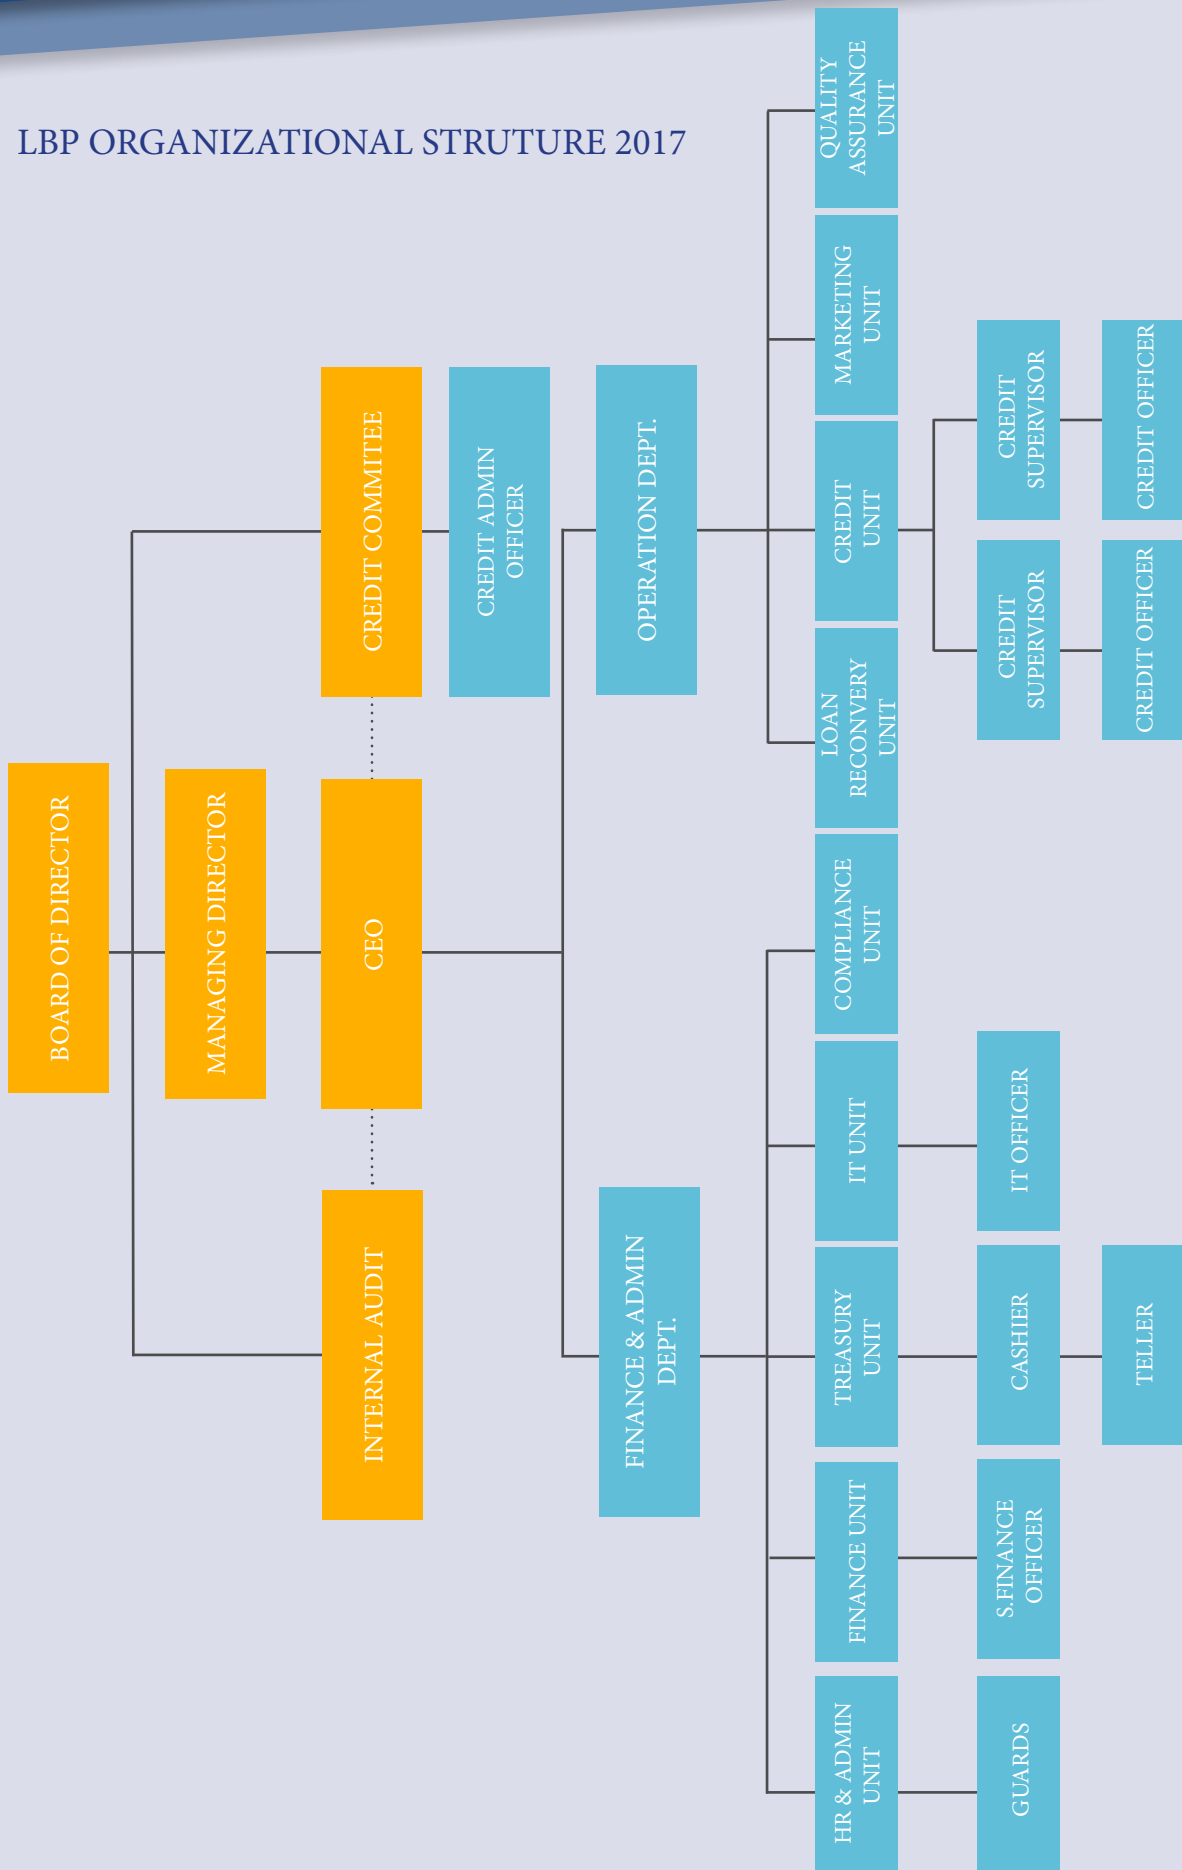 LBP ORGANIZATIONAL STRUTURE 2017
BOARD OF DIRECTOR
MANAGING DIRECTOR
INTERNAL AUDIT
CEO
CREDIT COMMITEE
CREDIT ADMIN
OFFICER
FINANCE & ADMIN
DEPT.
OPERATION DEPT.
HR & ADMIN
UNIT
FINANCE UNIT
TREASURY
UNIT
IT UNIT
COMPLIANCE
UNIT
LOAN
RECONVERY
UNIT
CREDIT
UNIT
MARKETING
UNIT
QUALITY
ASSURANCE
UNIT
GUARDS
S.FINANCE
OFFICER
CASHIER
IT OFFICER
CREDIT
SUPERVISOR
CREDIT
SUPERVISOR
TELLER
CREDIT OFFICER
CREDIT OFFICER